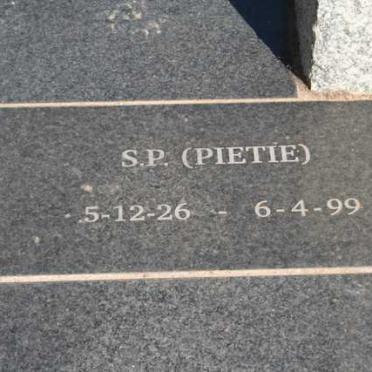 S.P. (PIETIE)
5-12-26 - 6-4-99